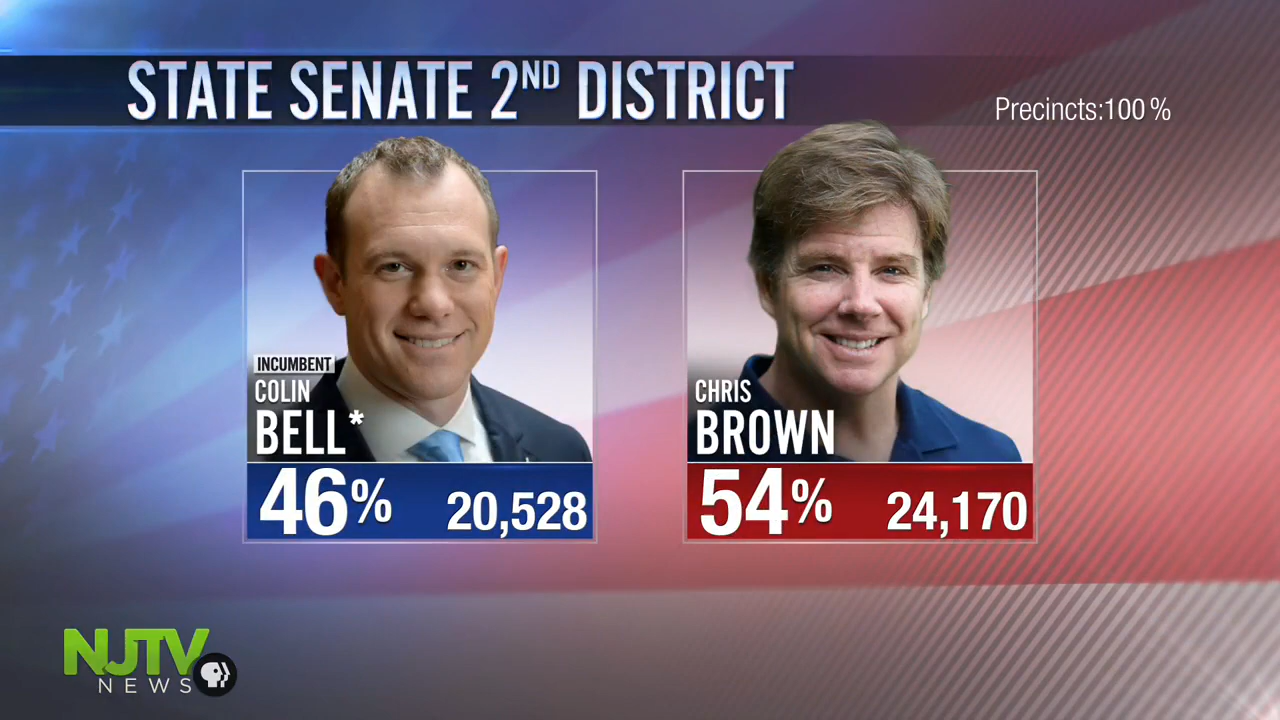 STATE SENATE 2ND DISTRICT
Precincts:100%
INCUMBENT
COLIN
BELL*
46% 20,528
CHRIS
BROWN
54% 24,170
NJTV
NEWS